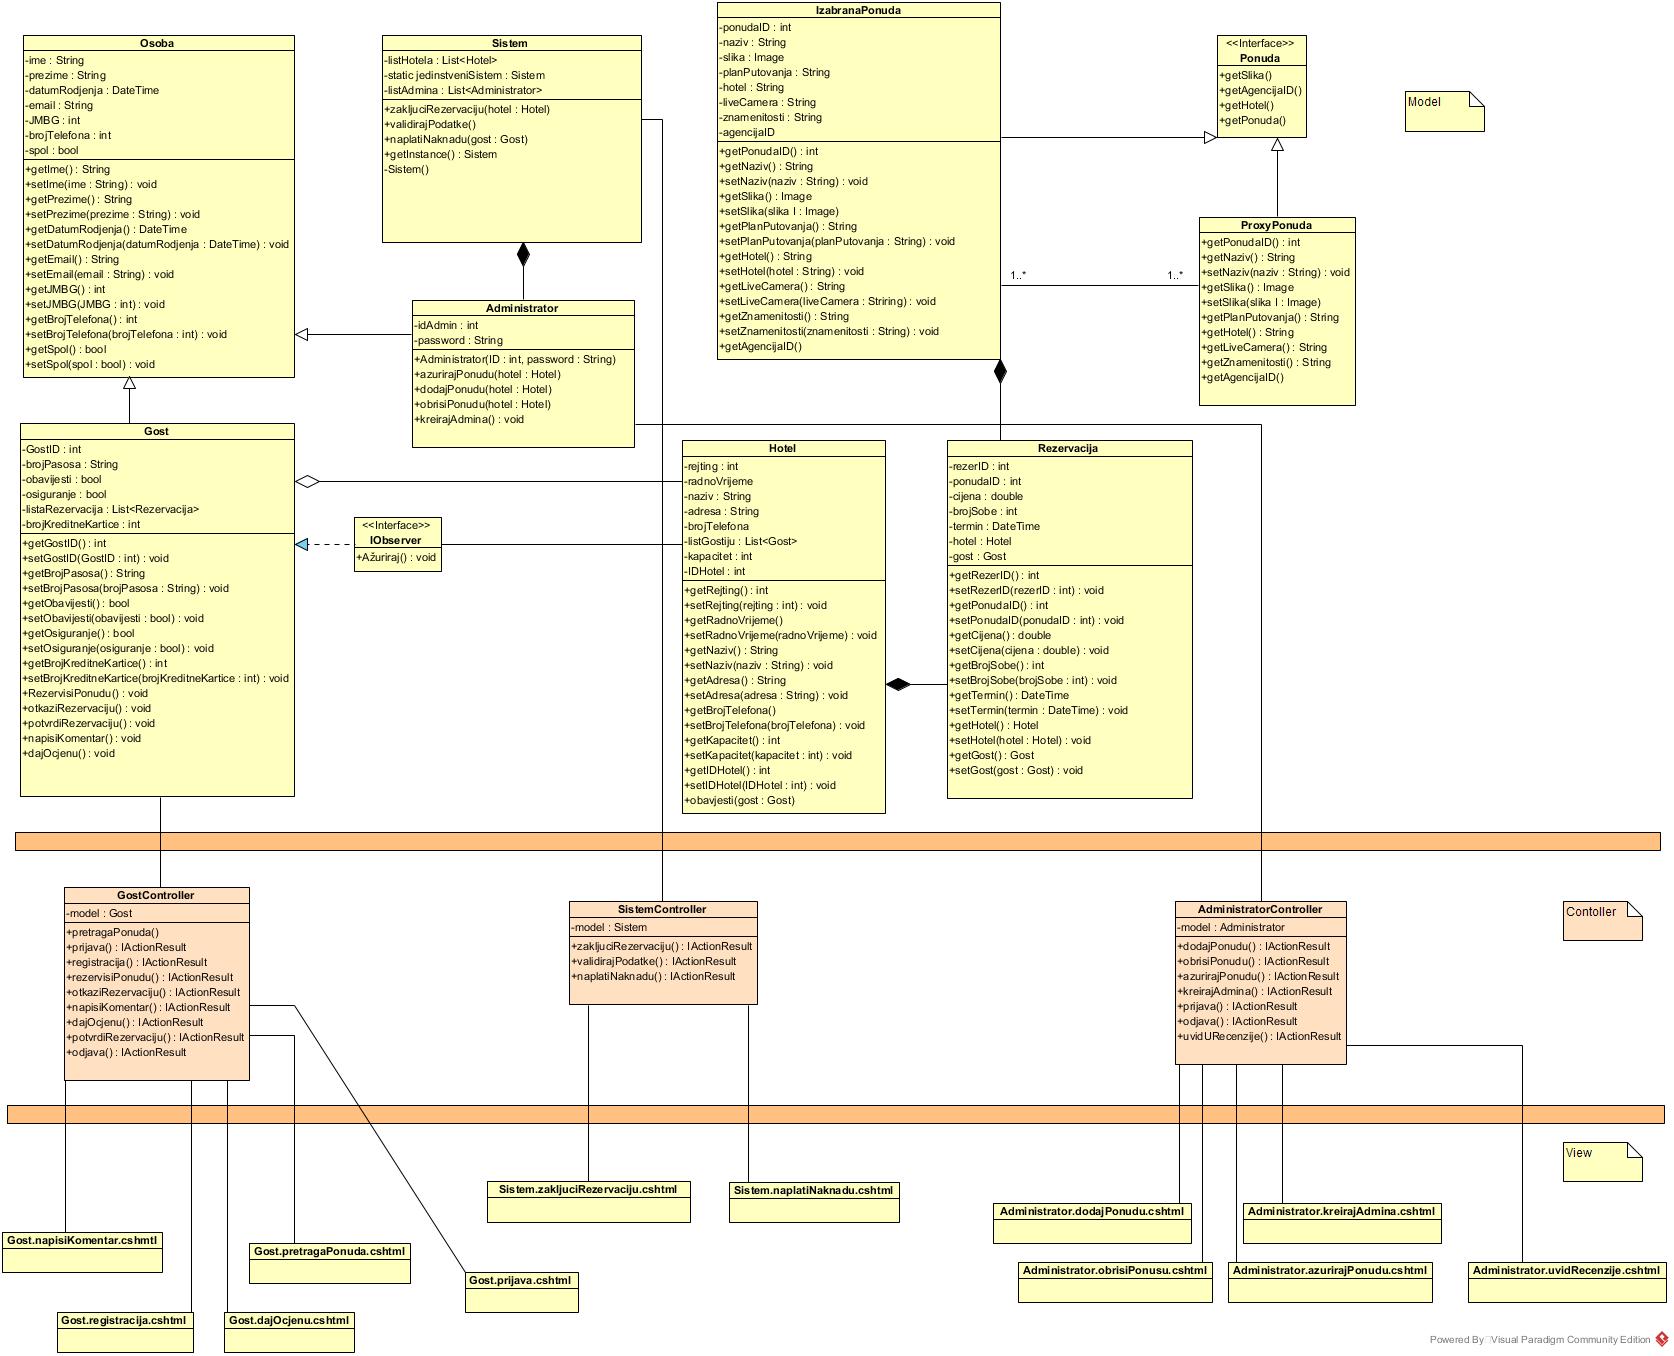 Osoba
-ime : String
-prezime : String
-datumRodjenja : DateTime
-email : String
-JMBG : int
-brojTelefona : int
-spol : bool
+getIme() : String
+setIme(ime : String) : void
+getPrezime() : String
+setPrezime(prezime : String) : void
+getDatumRodjenja() : DateTime
+setDatumRodjenja(datumRodjenja : DateTime) : void
+getEmail() : String
+setEmail(email : String) : void
+getJMBG() : int
+setJMBG(JMBG : int) : void
+getBrojTelefona() : int
+setBrojTelefona(brojTelefona : int) : void
+getSpol() : bool
+setSpol(spol : bool) : void
Sistem
-listHotela : List<Hotel>
-static jedinstveniSistem : Sistem
-listAdmina : List<Administrator>
+zakljuciRezervaciju(hotel : Hotel)
+validirajPodatke()
+naplatiNaknadu(gost : Gost)
+getInstance() : Sistem
-Sistem()
IzabranaPonuda
-ponudaID : int
-naziv : String
-slika : Image
-planPutovanja : String
-hotel : String
-liveCamera : String
-znamenitosti : String
-agencijaID
+getPonudaID() : int
+getNaziv() : String
+setNaziv(naziv : String) : void
+getSlika() : Image
+setSlika(slika I : Image)
+getPlanPutovanja() : String
+setPlanPutovanja(planPutovanja : String) : void
+getHotel() : String
+setHotel(hotel : String) : void
+getLiveCamera() : String
+setLiveCamera(liveCamera : Striring) : void
+getZnamenitosti() : String
+setZnamenitosti(znamenitosti : String) : void
+getAgencijaID()
<<Interface>>
Ponuda
+getSlika()
+getAgencijaID()
+getHotel()
+getPonuda()
Model
1..*
1..*
ProxyPonuda
+getPonudaID() : int
+getNaziv() : String
+setNaziv(naziv : String) : void
+getSlika() : Image
+setSlika(slika I : Image)
+getPlanPutovanja() : String
+getHotel() : String
+getLiveCamera() : String
+getZnamenitosti() : String
+getAgencijaID()
Administrator
-idAdmin : int
-password : String
+Administrator(ID : int, password : String)
+azurirajPonudu(hotel : Hotel)
+dodajPonudu(hotel : Hotel)
+obrisiPonudu(hotel : Hotel)
+kreirajAdmina() : void
Gost
-GostID : int
-brojPasosa : String
-obavijesti : bool
-osiguranje : bool
-listaRezervacija : List<Rezervacija>
-brojKreditneKartice : int
+getGostID() : int
+setGostID(GostID : int) : void
+getBrojPasosa() : String
+setBrojPasosa(brojPasosa : String) : void
+getObavijesti() : bool
+setObavijesti(obavijesti : bool) : void
+getOsiguranje() : bool
+setOsiguranje(osiguranje : bool) : void
+getBrojKreditneKartice() : int
+setBrojKreditneKartice(brojKreditneKartice : int) : void
+RezervisiPonudu() : void
+otkaziRezervaciju() : void
+potvrdiRezervaciju() : void
+napisiKomentar() : void
+dajOcjenu() : void
<<Interface>>
IObserver
+Ažuriraj() : void
Hotel
-rejting : int
-radnoVrijeme
-naziv : String
-adresa : String
-brojTelefona
-listGostiju : List<Gost>
-kapacitet : int
-IDHotel : int
+getRejting() : int
+setRejting(rejting : int) : void
+getRadnoVrijeme()
+setRadnoVrijeme(radnoVrijeme) : void
+getNaziv() : String
+setNaziv(naziv : String) : void
+getAdresa() : String
+setAdresa(adresa : String) : void
+getBrojTelefona()
+setBrojTelefona(brojTelefona) : void
+getKapacitet() : int
+setKapacitet(kapacitet : int) : void
+getIDHotel() : int
+setIDHotel(IDHotel : int) : void
+obavjesti(gost : Gost)
Rezervacija
-rezerID : int
-ponudaID : int
-cijena : double
-brojSobe : int
-termin : DateTime
-hotel : Hotel
-gost : Gost
+getRezerID() : int
+setRezerID(rezerID : int) : void
+getPonudaID() : int
+setPonudaID(ponudaID : int) : void
+getCijena() : double
+setCijena(cijena : double) : void
+getBrojSobe() : int
+setBrojSobe(brojSobe : int) : void
+getTermin() : DateTime
+setTermin(termin : DateTime) : void
+getHotel() : Hotel
+setHotel(hotel : Hotel) : void
+getGost() : Gost
+setGost(gost : Gost) : void
GostController
-model : Gost
+pretragaPonuda()
+prijava() : IActionResult
+registracija() : IActionResult
+rezervisiPonudu() : IActionResult
+otkaziRezervaciju() : IActionResult
+napisiKomentar() : IActionResult
+dajOcjenu() : IActionResult
+potvrdiRezervaciju() : IActionResult
+odjava() : IActionResult
SistemController
-model : Sistem
+zakljuciRezervaciju() : IActionResult
+validirajPodatke() : IActionResult
+naplatiNaknadu() : IActionResult
AdministratorController
-model : Administrator
+dodajPonudu() : IActionResult
+obrisiPonudu() : IActionResult
+azurirajPonudu() : IActionResult
+kreirajAdmina() : IActionResult
+prijava() : IActionResult
+odjava() : IActionResult
+uvidURecenzije() : IActionResult
Contoller
View
Sistem.zakljuciRezervaciju.cshtml
Sistem.naplatiNaknadu.cshtml
Administrator.dodajPonudu.cshtml
Administrator.kreirajAdmina.cshtml
Gost.napisiKomentar.cshmtl
Gost.pretragaPonuda.cshtml
Gost.prijava.cshtml
Administrator.obrisiPonusu.cshtml
Administrator.azurirajPonudu.cshtml
Administrator.uvidRecenzije.cshtml
Gost.registracija.cshtml
Gost.dajOcjenu.cshtml
Powered By Visual Paradigm Community Edition